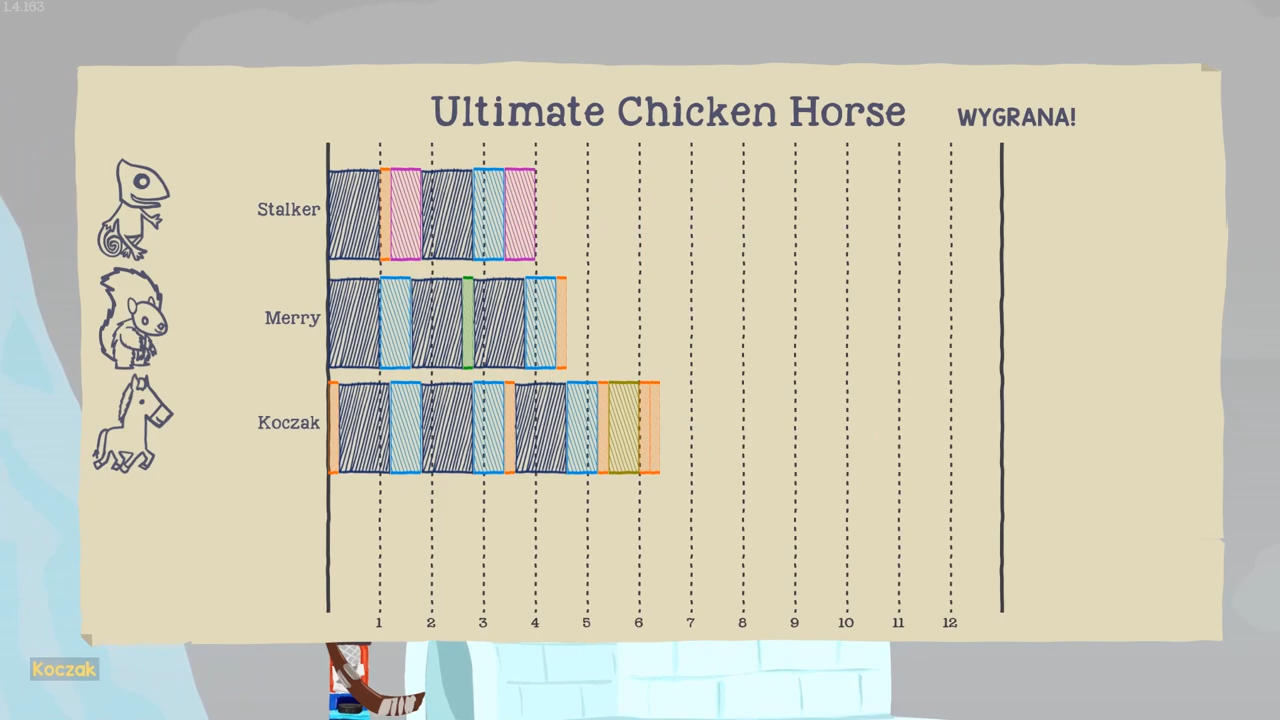 1.4.163
Ultimate Chicken Horse
WYGRANA!
Stalker
Merry
Koczak
1 2 3 4 5 6 7 8 9 10 11 12
Koczak